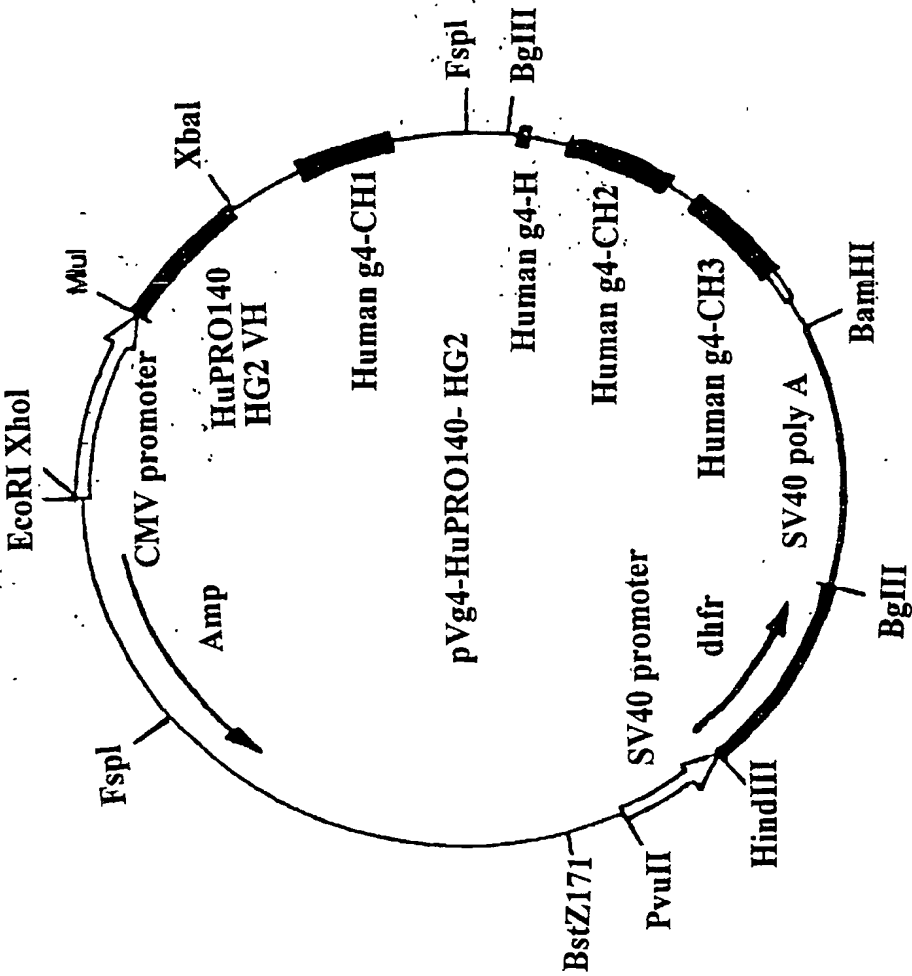 EcoRI XhoI
MluI
XbaI
FspI
BglII
CMV promoter
HuPRO140
HG2 VH
Human g4-CH1
Human g4-H
Human g4-CH2
Human g4-CH3
BamHI
SV40 poly A
BglII
dhfr
SV40 promoter
HindIII
PvuII
BstZ171
FspI
Amp
pVg4-HuPRO140- HG2